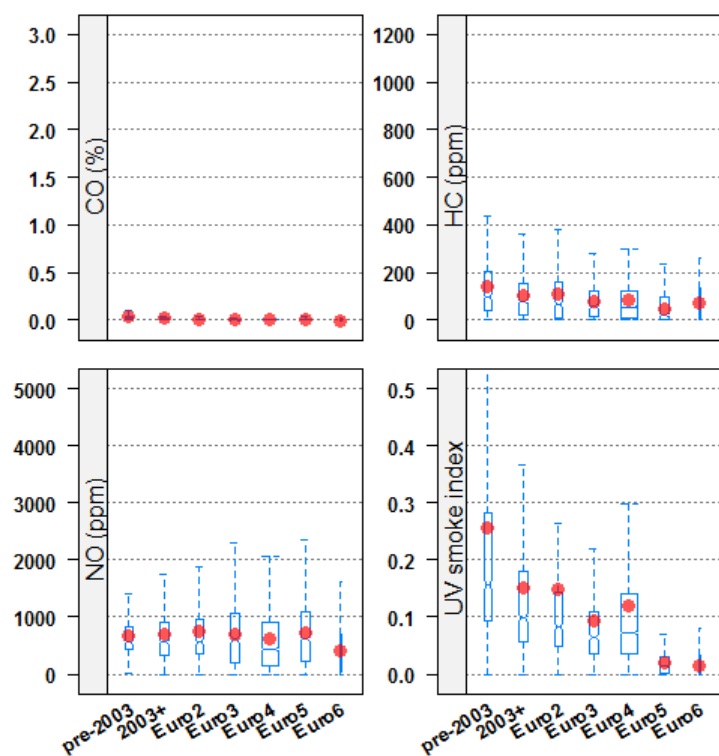 3.0
2.5
2.0
1.5
1.0
0.5
0.0
CO (%)
1200
1000
800
600
400
200
0
HC (ppm)
5000
4000
3000
2000
1000
0
NO (ppm)
0.5
0.4
0.3
0.2
0.1
0.0
UV smoke index
pre-2003
2003+
Euro2
Euro3
Euro4
Euro5
Euro6
pre-2003
2003+
Euro2
Euro3
Euro4
Euro5
Euro6